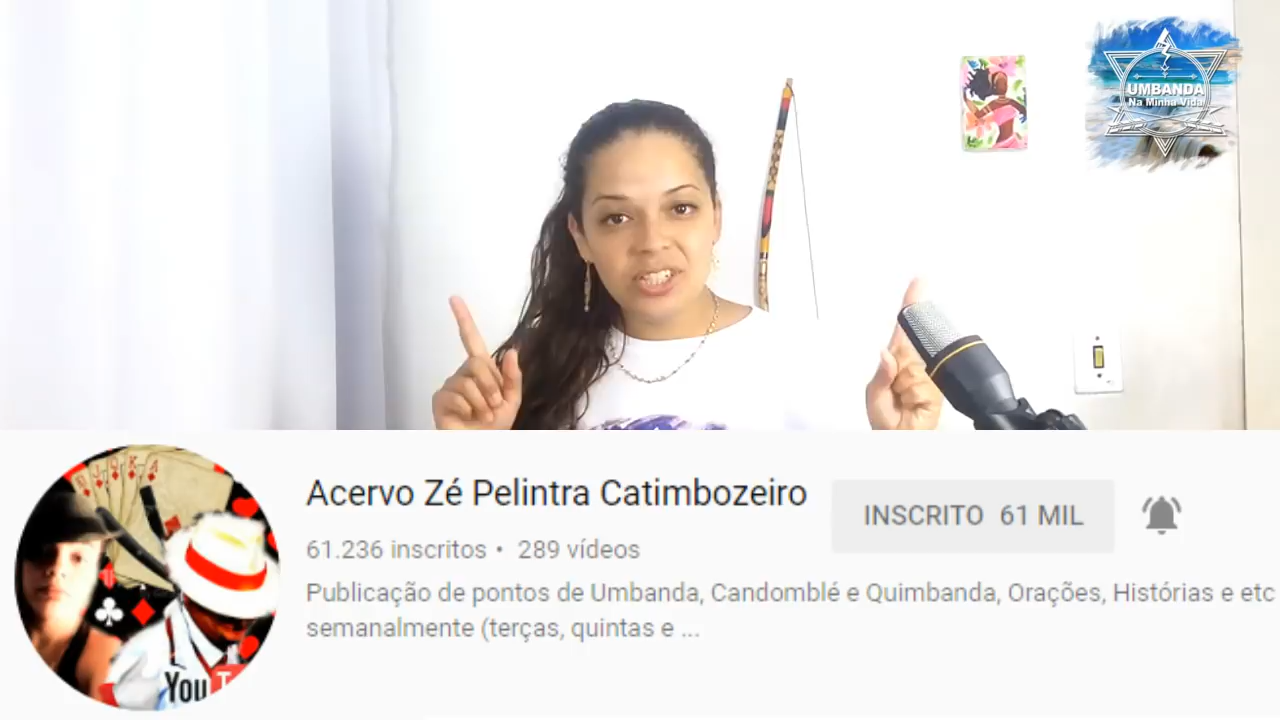 UMBANDA
Na Minha Vida
Acervo Zé Pelintra Catimbozeiro
INSCRITO 61 MIL
61.236 inscritos • 289 vídeos
Publicação de pontos de Umbanda, Candomblé e Quimbanda, Orações, Histórias e etc
semanalmente (terças, quintas e ...
J Q K A
You T